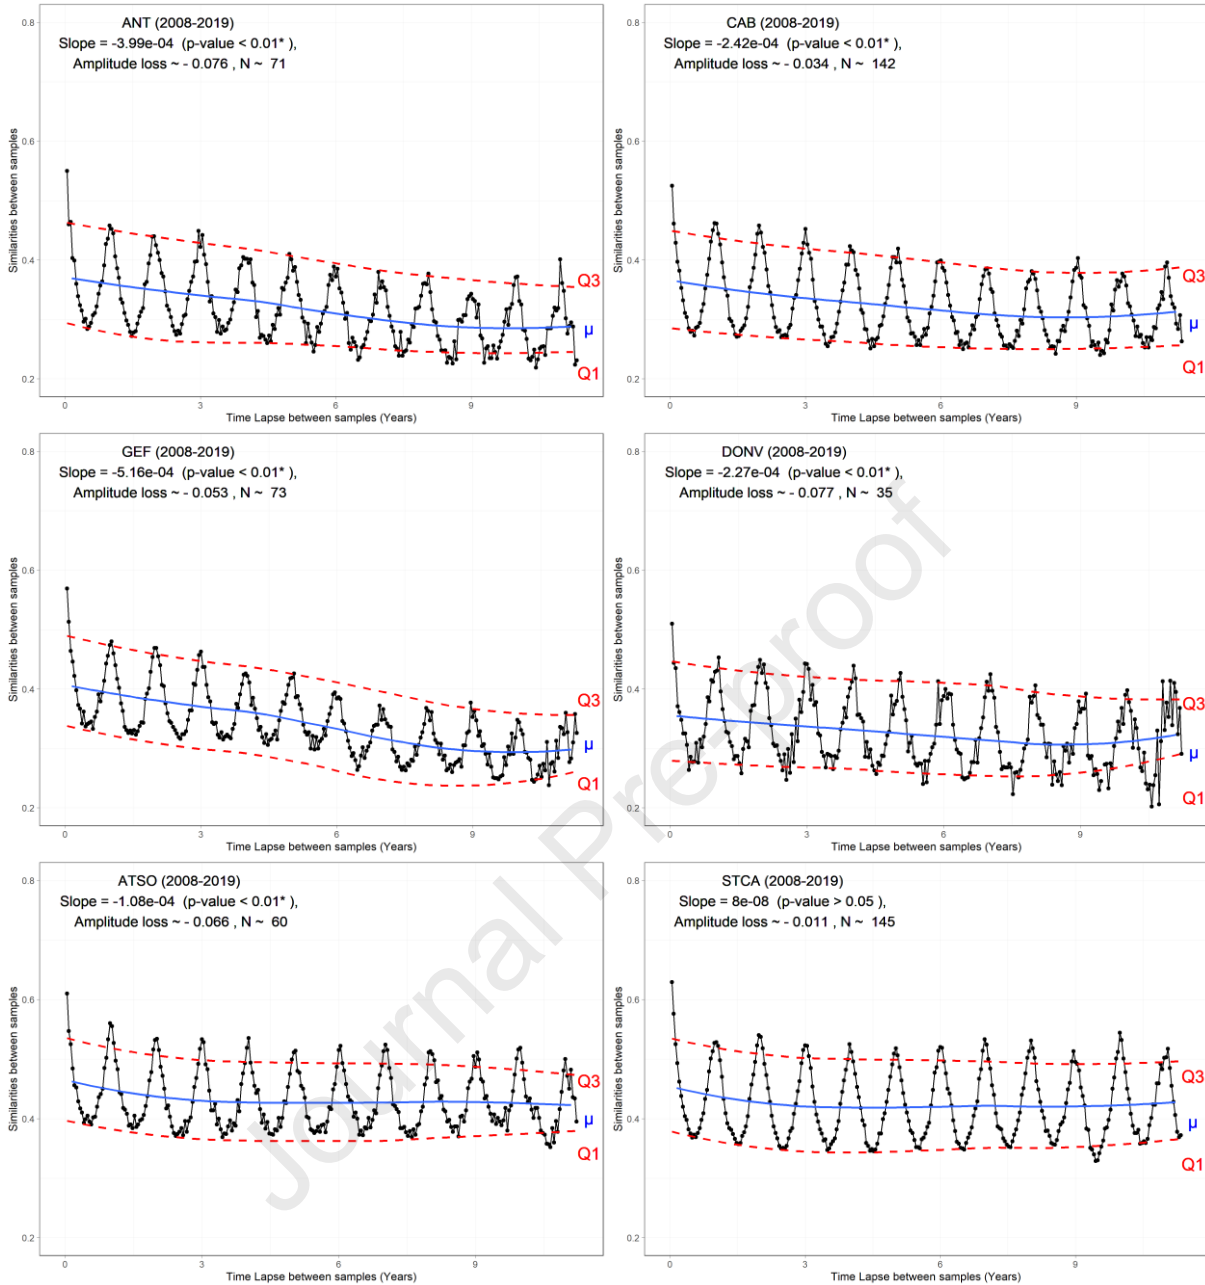 ANT (2008-2019)
Slope = -3.99e-04 (p-value < 0.01* ),
Amplitude loss ~ - 0.076 , N ~ 71
0.8
0.6
0.4
0.2
Similarities between samples
Q3
μ
Q1
0 3 6 9
Time Lapse between samples (Years)
CAB (2008-2019)
Slope = -2.42e-04 (p-value < 0.01* ),
Amplitude loss ~ - 0.034 , N ~ 142
0.8
0.6
0.4
0.2
Similarities between samples
Q3
μ
Q1
0 3 6 9
Time Lapse between samples (Years)
GEF (2008-2019)
Slope = -5.16e-04 (p-value < 0.01* ),
Amplitude loss ~ - 0.053 , N ~ 73
0.8
0.6
0.4
0.2
Similarities between samples
Q3
μ
Q1
0 3 6 9
Time Lapse between samples (Years)
DONV (2008-2019)
Slope = -2.27e-04 (p-value < 0.01* ),
Amplitude loss ~ - 0.077 , N ~ 35
0.8
0.6
0.4
0.2
Similarities between samples
Q3
μ
Q1
0 3 6 9
Time Lapse between samples (Years)
ATSO (2008-2019)
Slope = -1.08e-04 (p-value < 0.01* ),
Amplitude loss ~ - 0.066 , N ~ 60
0.8
0.6
0.4
0.2
Similarities between samples
Q3
μ
Q1
0 3 6 9
Time Lapse between samples (Years)
STCA (2008-2019)
Slope = 8e-08 (p-value > 0.05 ),
Amplitude loss ~ - 0.011 , N ~ 145
0.8
0.6
0.4
0.2
Similarities between samples
Q3
μ
Q1
0 3 6 9
Time Lapse between samples (Years)
Journal Pre-proof